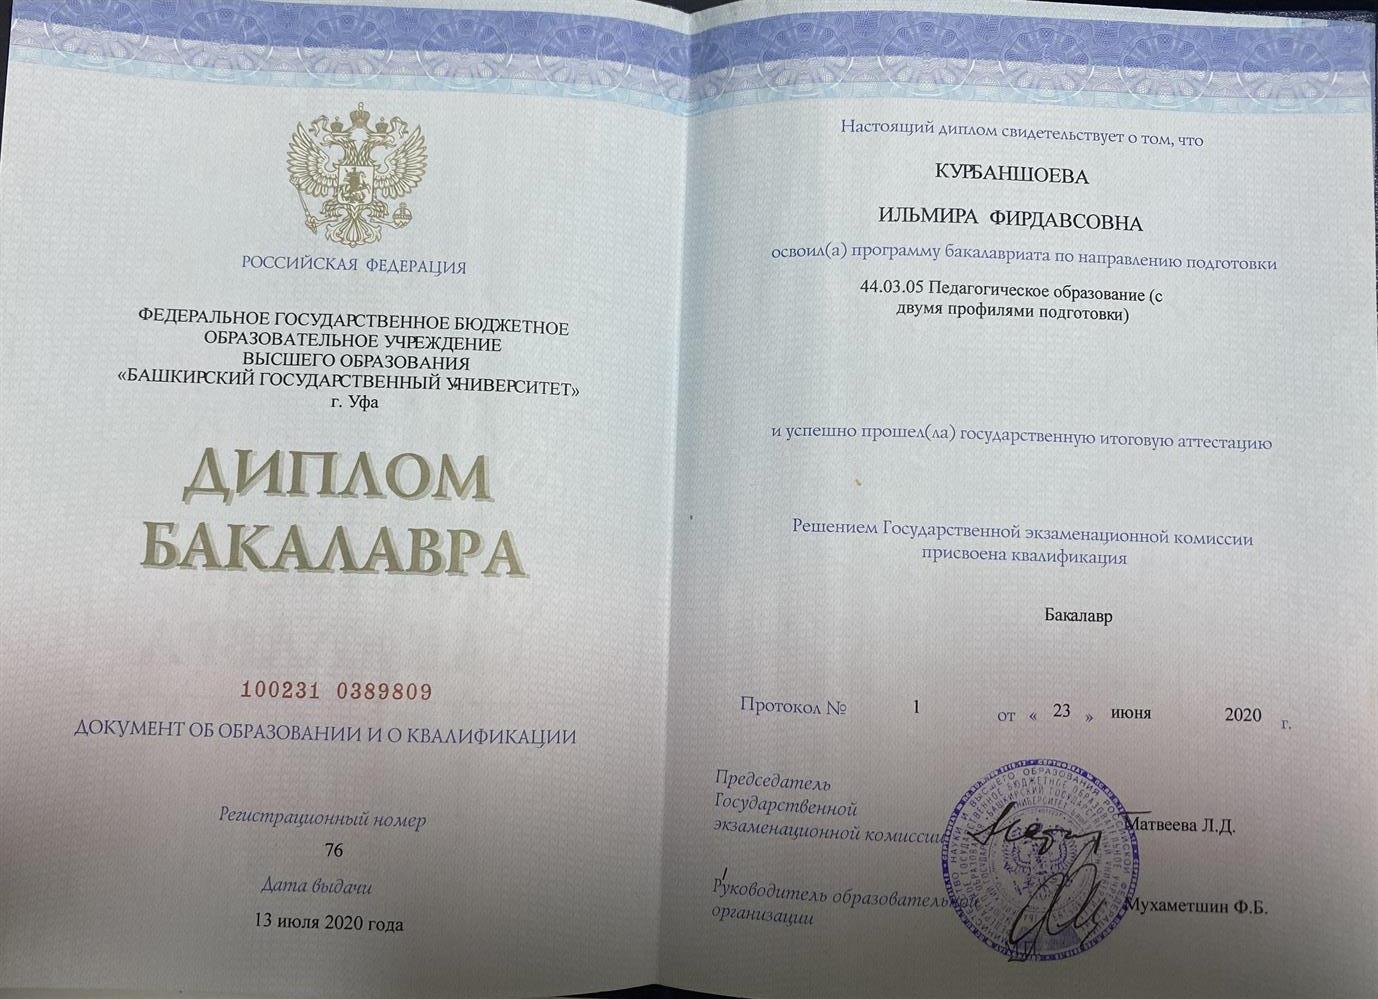 РОССИЙСКАЯ ФЕДЕРАЦИЯ
ФЕДЕРАЛЬНОЕ ГОСУДАРСТВЕННОЕ БЮДЖЕТНОЕ
ОБРАЗОВАТЕЛЬНОЕ УЧРЕЖДЕНИЕ
ВЫСШЕГО ОБРАЗОВАНИЯ
«БАШКИРСКИЙ ГОСУДАРСТВЕННЫЙ УНИВЕРСИТЕТ»
г. Уфа
ДИПЛОМ
БАКАЛАВРА
100231 0389809
ДОКУМЕНТ ОБ ОБРАЗОВАНИИ И О КВАЛИФИКАЦИИ
Регистрационный номер
76
Дата выдачи
13 июля 2020 года
Настоящий диплом свидетельствует о том, что
КУРБАНШОЕВА
ИЛЬМИРА ФИРДАВСОВНА
освоил(а) программу бакалавриата по направлению подготовки
44.03.05 Педагогическое образование (с
двумя профилями подготовки)
и успешно прошел(ла) государственную итоговую аттестацию
Решением Государственной экзаменационной комиссии
присвоена квалификация
Бакалавр
Протокол № 1 от « 23 » июня 2020 г.
Председатель
Государственной
экзаменационной комиссии Матвеева Л.Д.
Руководитель образовательной
организации Мухаметшин Ф.Б.
М.П.